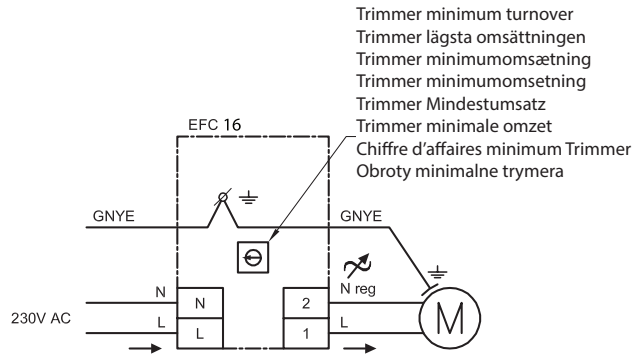 Trimmer minimum turnover
Trimmer lägsta omsättningen
Trimmer minimumomsætning
Trimmer minimumomsetning
Trimmer Mindestumsatz
Trimmer minimale omzet
Chiffre d'affaires minimum Trimmer
Obroty minimalne trymera
EFC 16
GNYE
GNYE
N reg
N
N
2
230V AC
L
L
1
L
M